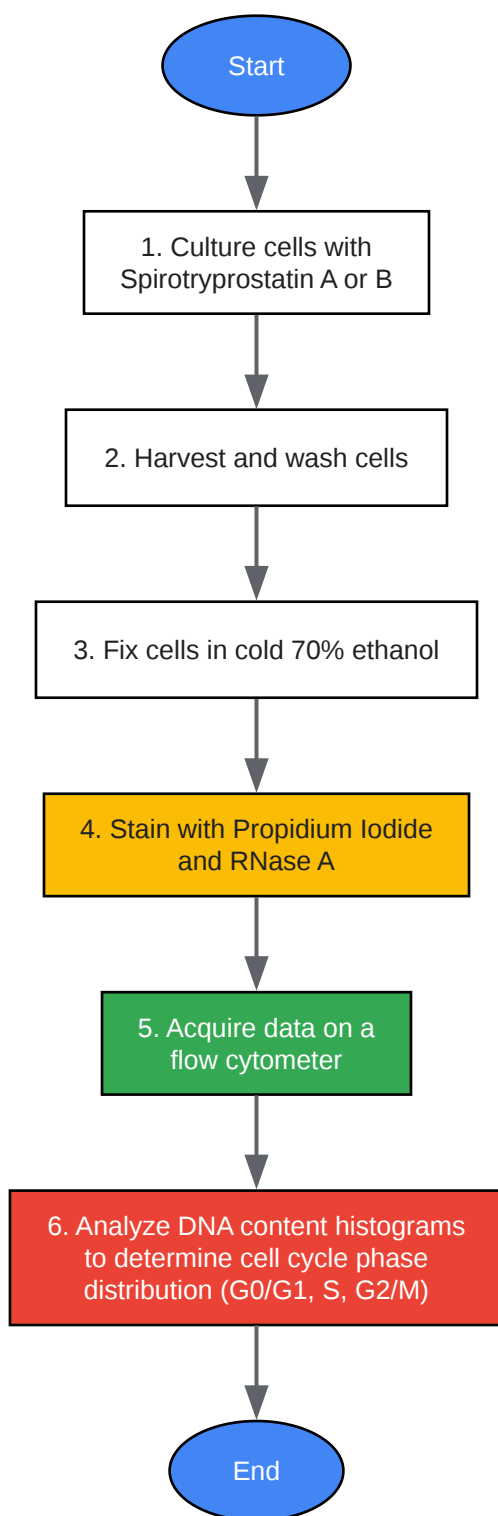 Start
1. Culture cells with
Spirotryprostatin A or B
2. Harvest and wash cells
3. Fix cells in cold 70% ethanol
4. Stain with Propidium Iodide
and RNase A
5. Acquire data on a
flow cytometer
6. Analyze DNA content histograms
to determine cell cycle phase
distribution (G0/G1, S, G2/M)
End